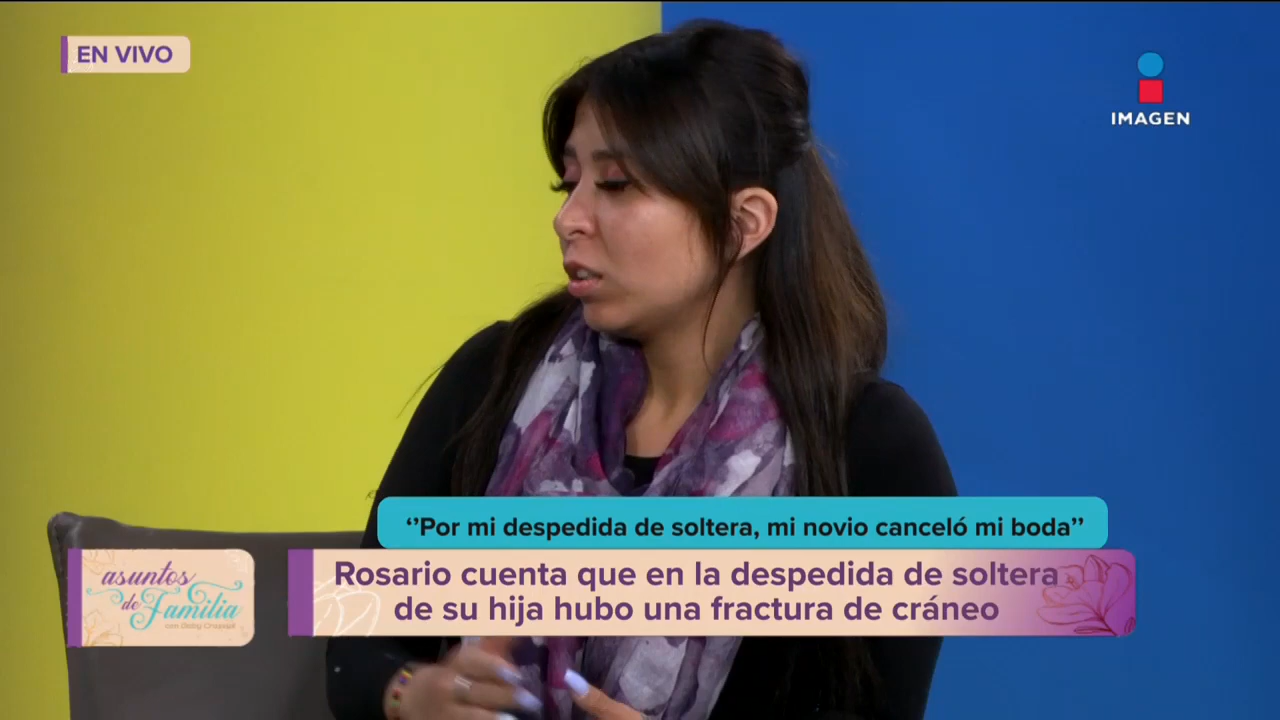 EN VIVO
IMAGEN
‘’Por mi despedida de soltera, mi novio canceló mi boda’’
asuntos
de
Familia
Rosario cuenta que en la despedida de soltera
de su hija hubo una fractura de cráneo